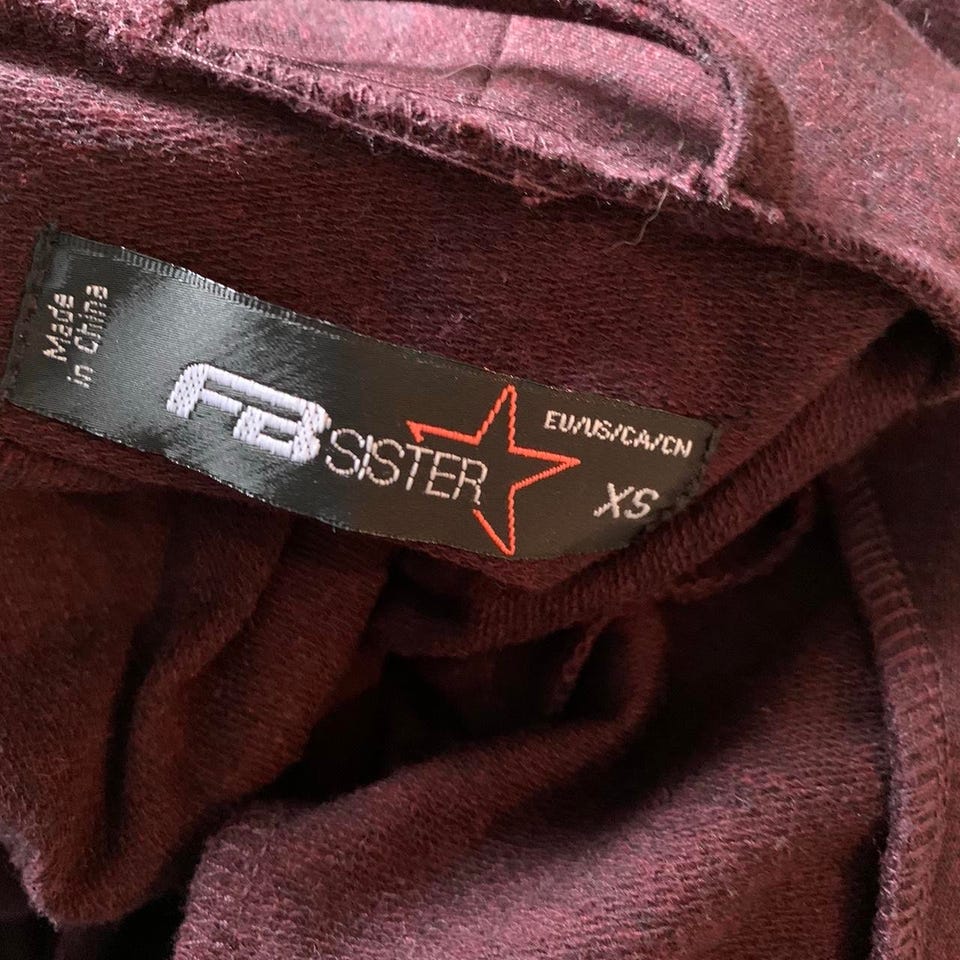 Made
in China
FB SISTER
EU/US/CA/CN
XS